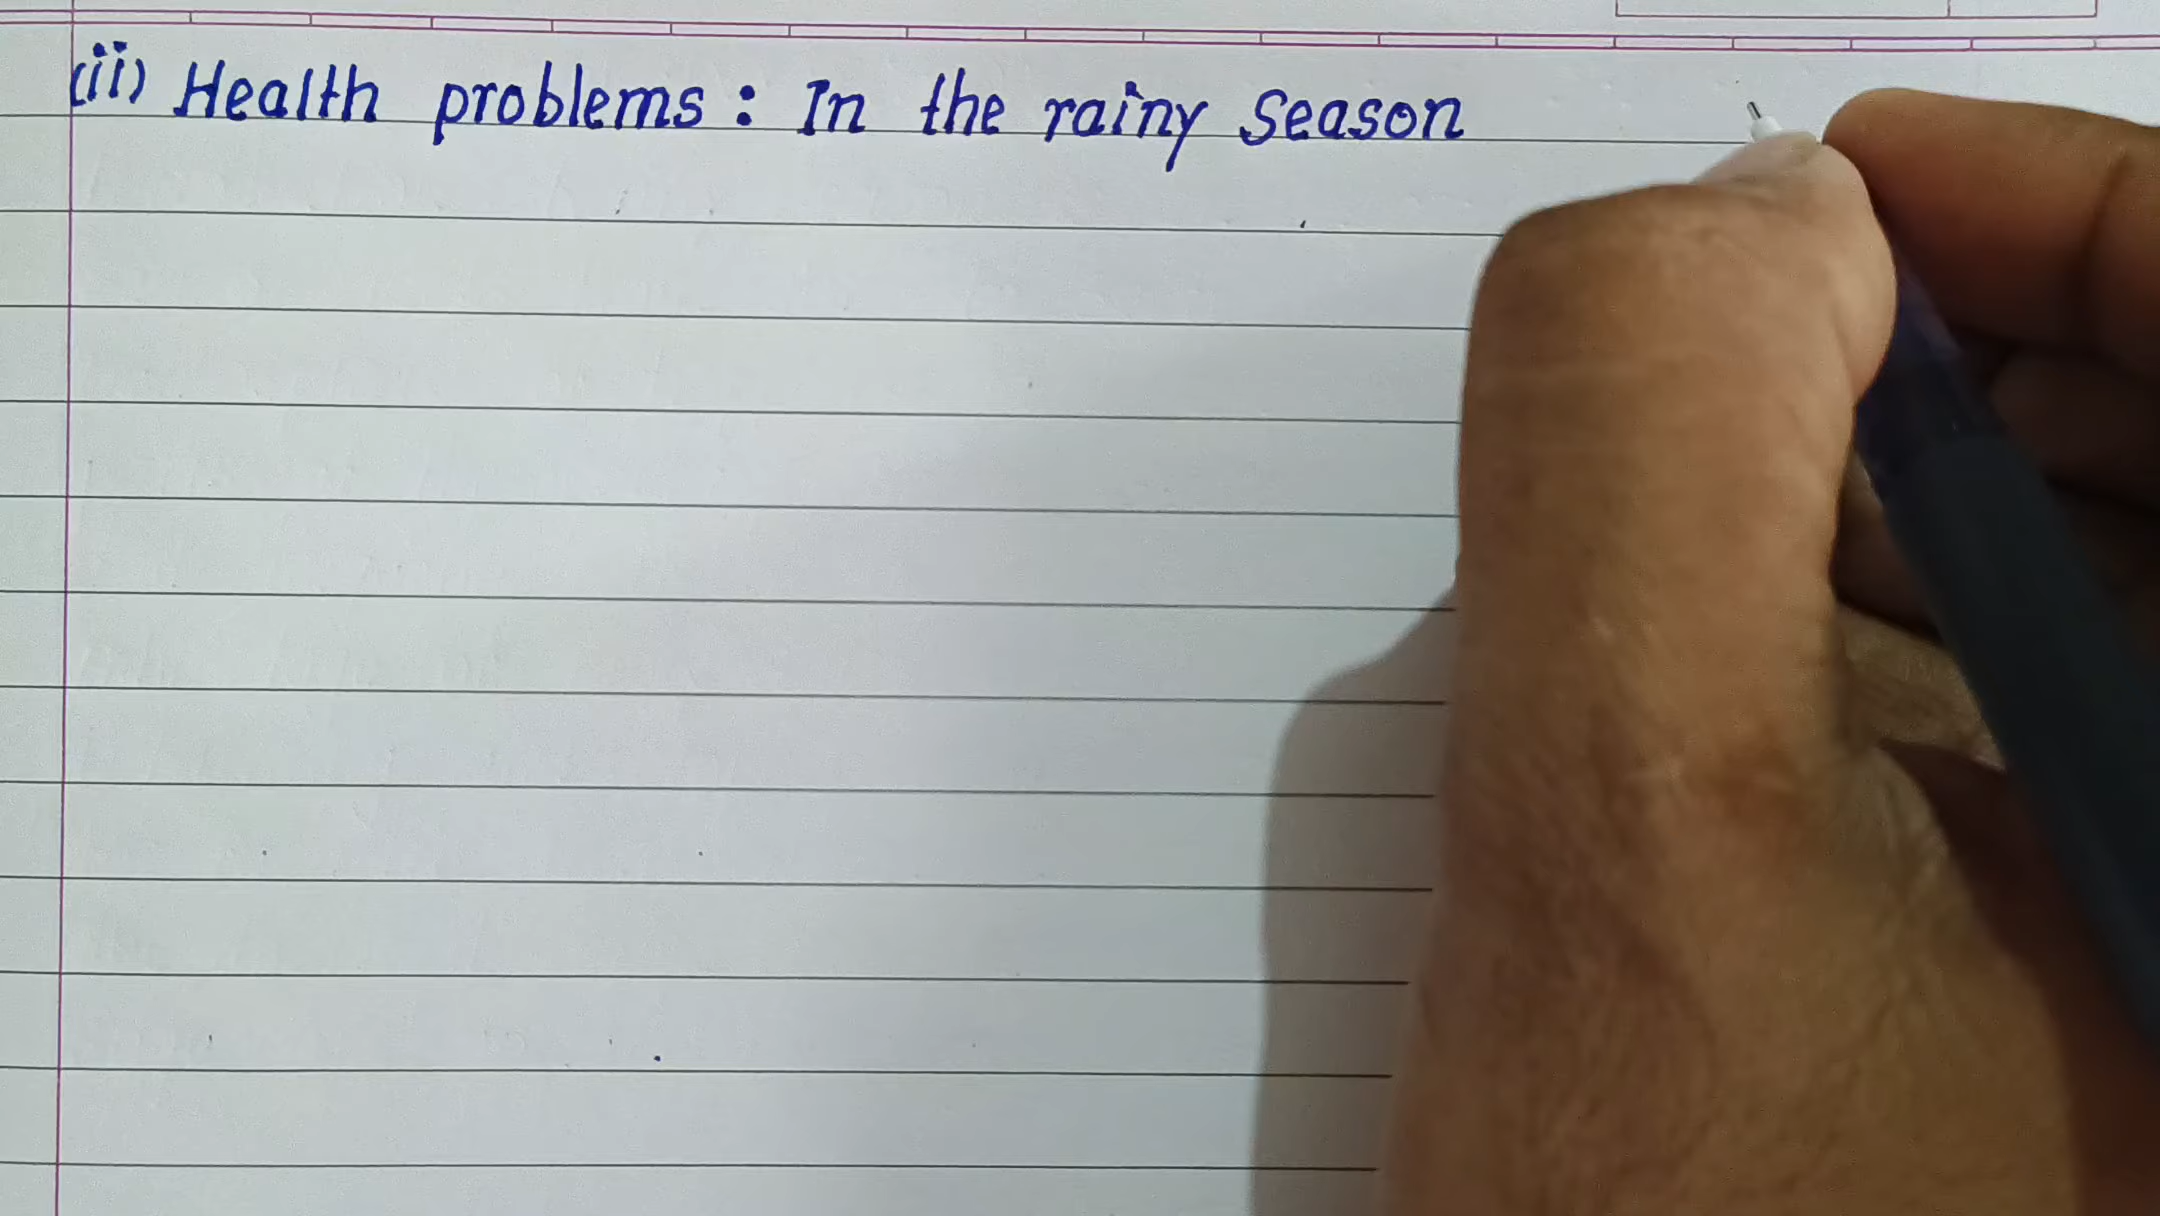 (ii) Health problems : In the rainy season